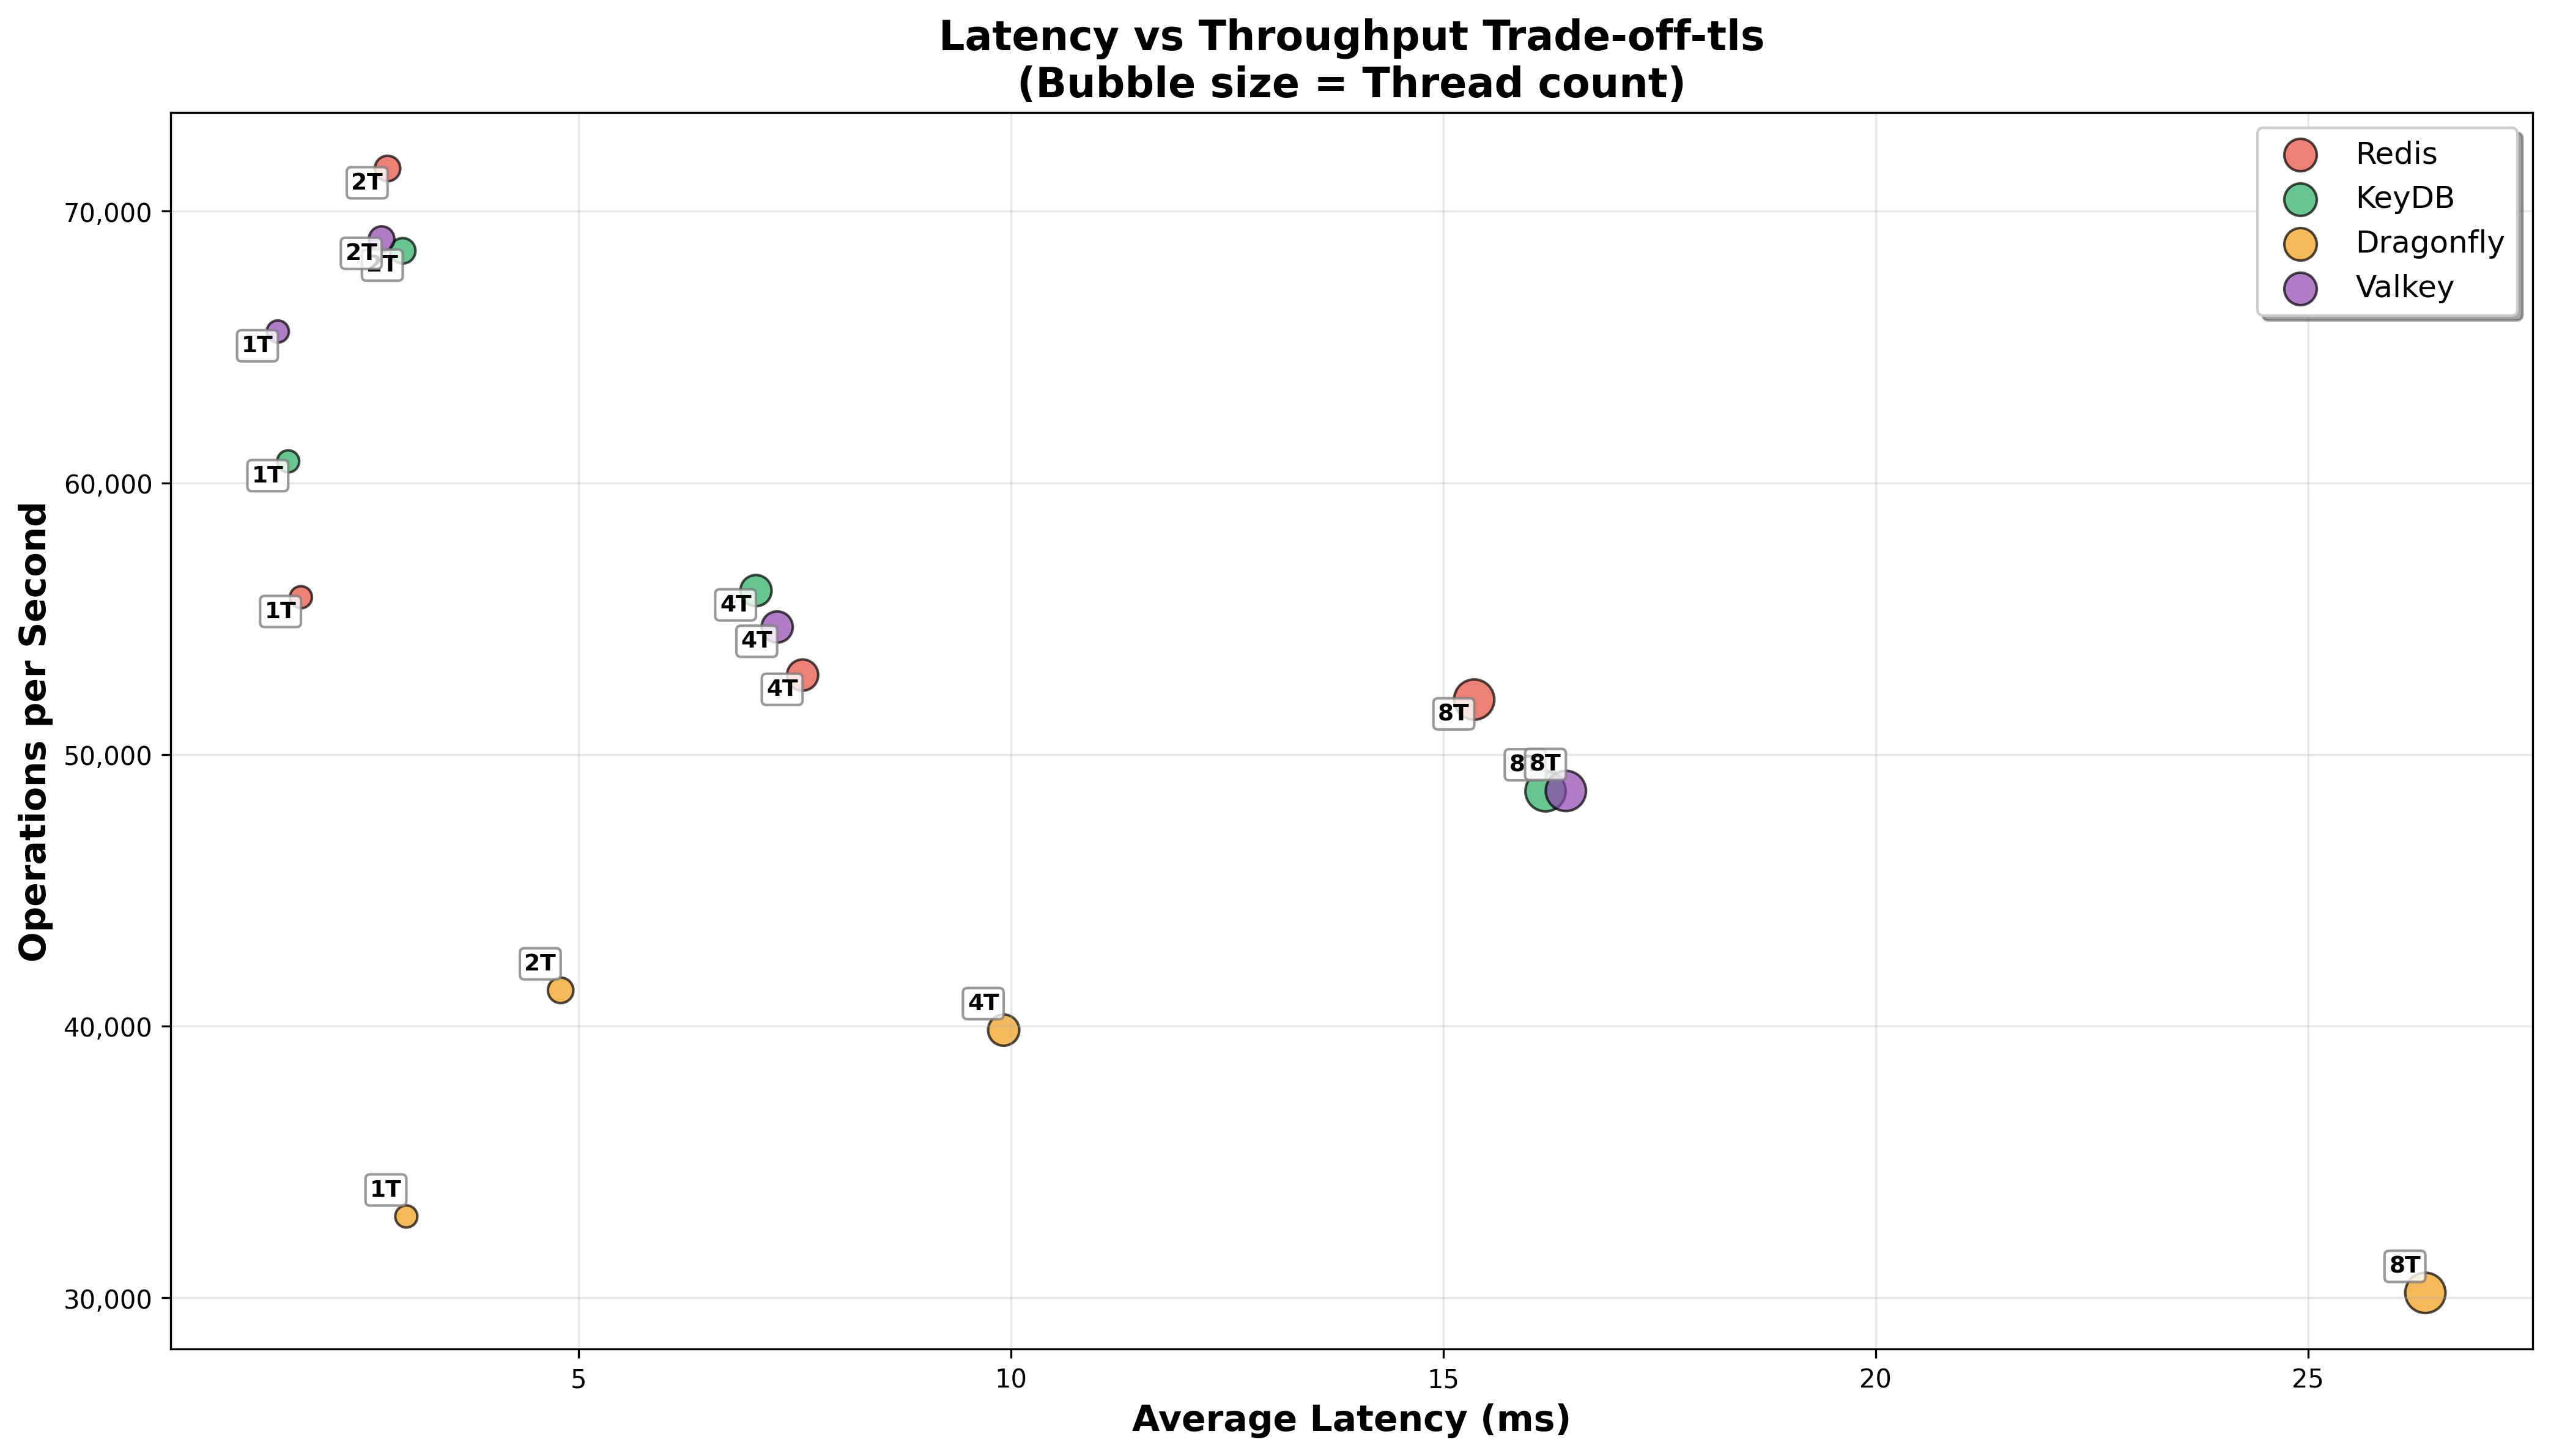 Latency vs Throughput Trade-off-tls
(Bubble size = Thread count)
Redis
KeyDB
Dragonfly
Valkey
Operations per Second
70,000
60,000
50,000
40,000
30,000
2T
2T
1T
1T
1T
4T
4T
4T
8T
8
8T
2T
4T
1T
8T
5
10
15
20
25
Average Latency (ms)